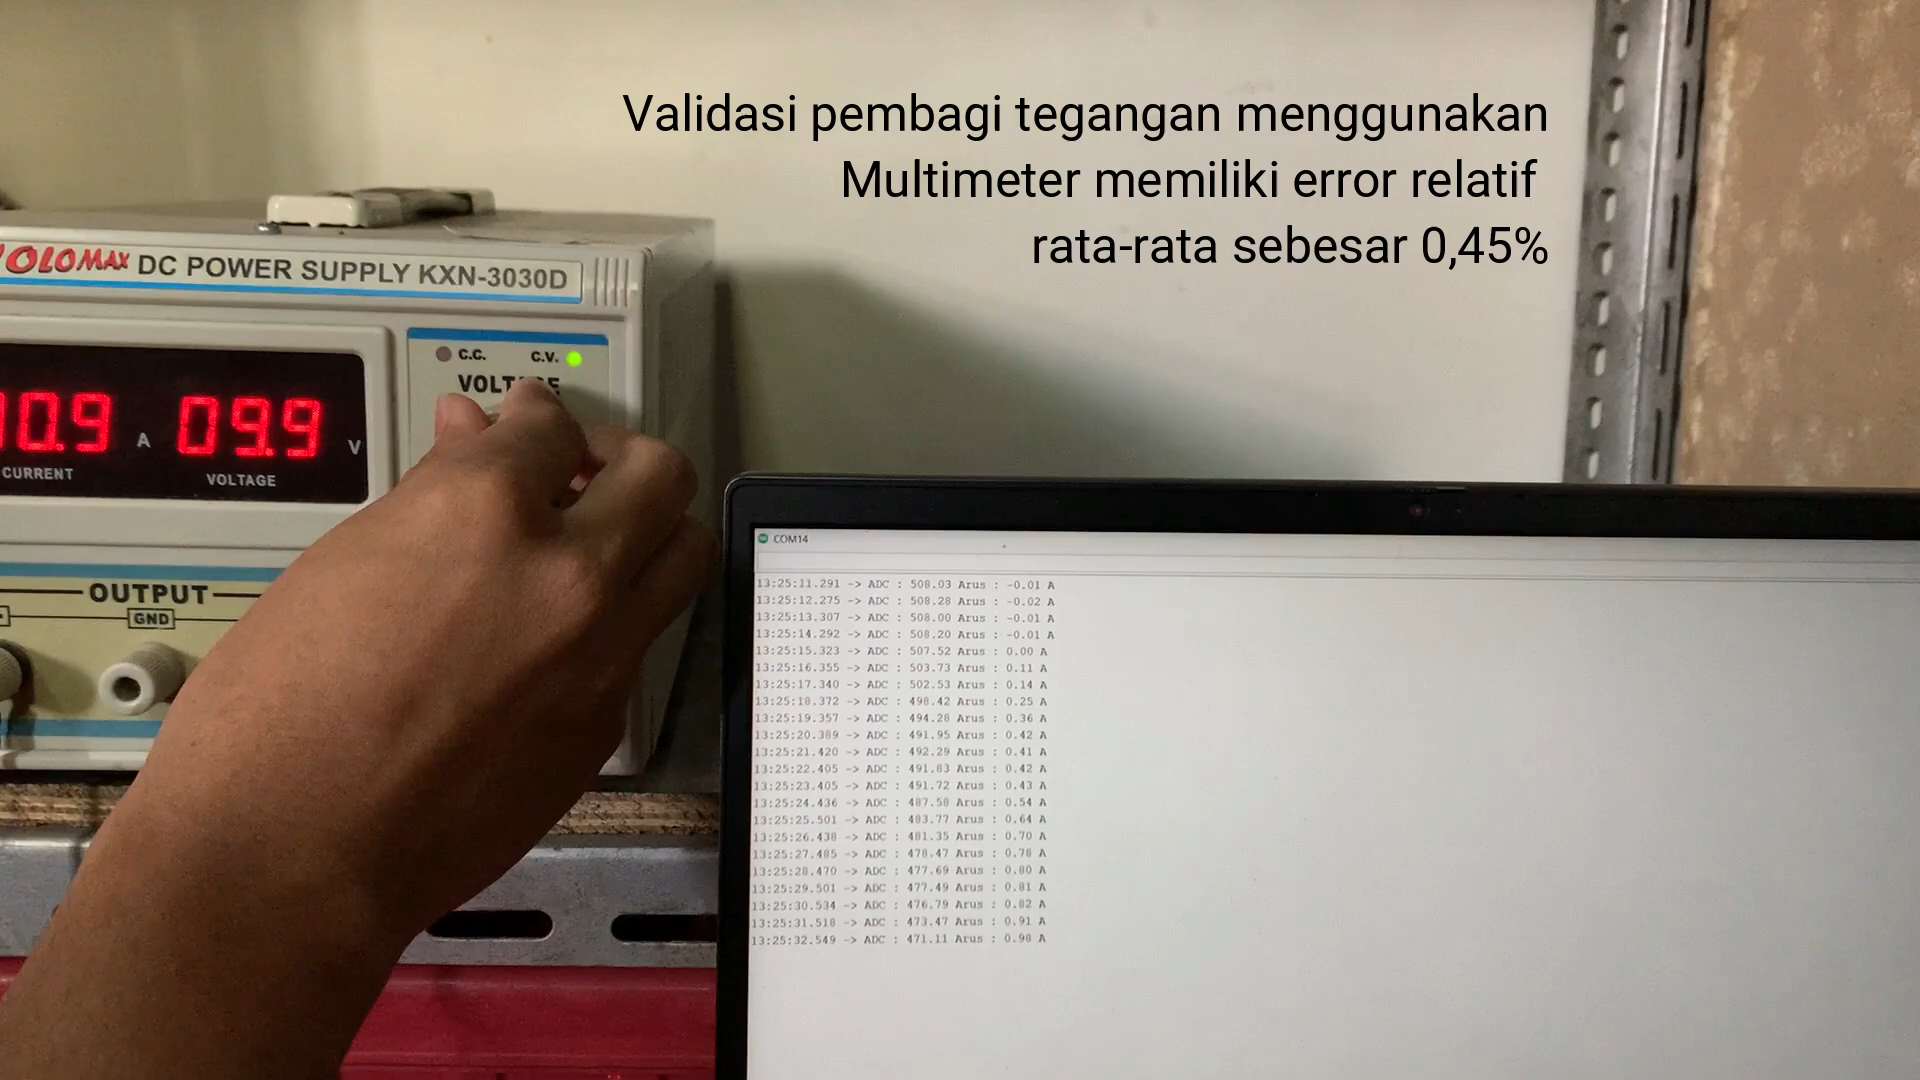 Validasi pembagi tegangan menggunakan
Multimeter memiliki error relatif
rata-rata sebesar 0,45%
OLOMAX DC POWER SUPPLY KXN-3030D
C.C. C.V.
VOLTAGE
0.9 A 09.9 V
CURRENT VOLTAGE
OUTPUT
GND
COM14
13:25:11.291 -> ADC : 508.03 Arus : -0.01 A
13:25:12.275 -> ADC : 508.28 Arus : -0.02 A
13:25:13.307 -> ADC : 508.00 Arus : -0.01 A
13:25:14.292 -> ADC : 508.20 Arus : -0.01 A
13:25:15.323 -> ADC : 507.52 Arus : 0.00 A
13:25:16.355 -> ADC : 503.73 Arus : 0.11 A
13:25:17.340 -> ADC : 502.53 Arus : 0.14 A
13:25:18.372 -> ADC : 498.42 Arus : 0.25 A
13:25:19.357 -> ADC : 494.28 Arus : 0.36 A
13:25:20.389 -> ADC : 491.95 Arus : 0.42 A
13:25:21.420 -> ADC : 492.29 Arus : 0.41 A
13:25:22.405 -> ADC : 491.83 Arus : 0.42 A
13:25:23.405 -> ADC : 491.72 Arus : 0.43 A
13:25:24.436 -> ADC : 487.58 Arus : 0.54 A
13:25:25.501 -> ADC : 483.77 Arus : 0.64 A
13:25:26.438 -> ADC : 481.35 Arus : 0.70 A
13:25:27.485 -> ADC : 478.47 Arus : 0.78 A
13:25:28.470 -> ADC : 477.69 Arus : 0.80 A
13:25:29.501 -> ADC : 477.49 Arus : 0.81 A
13:25:30.534 -> ADC : 476.79 Arus : 0.82 A
13:25:31.518 -> ADC : 473.47 Arus : 0.91 A
13:25:32.549 -> ADC : 471.11 Arus : 0.98 A